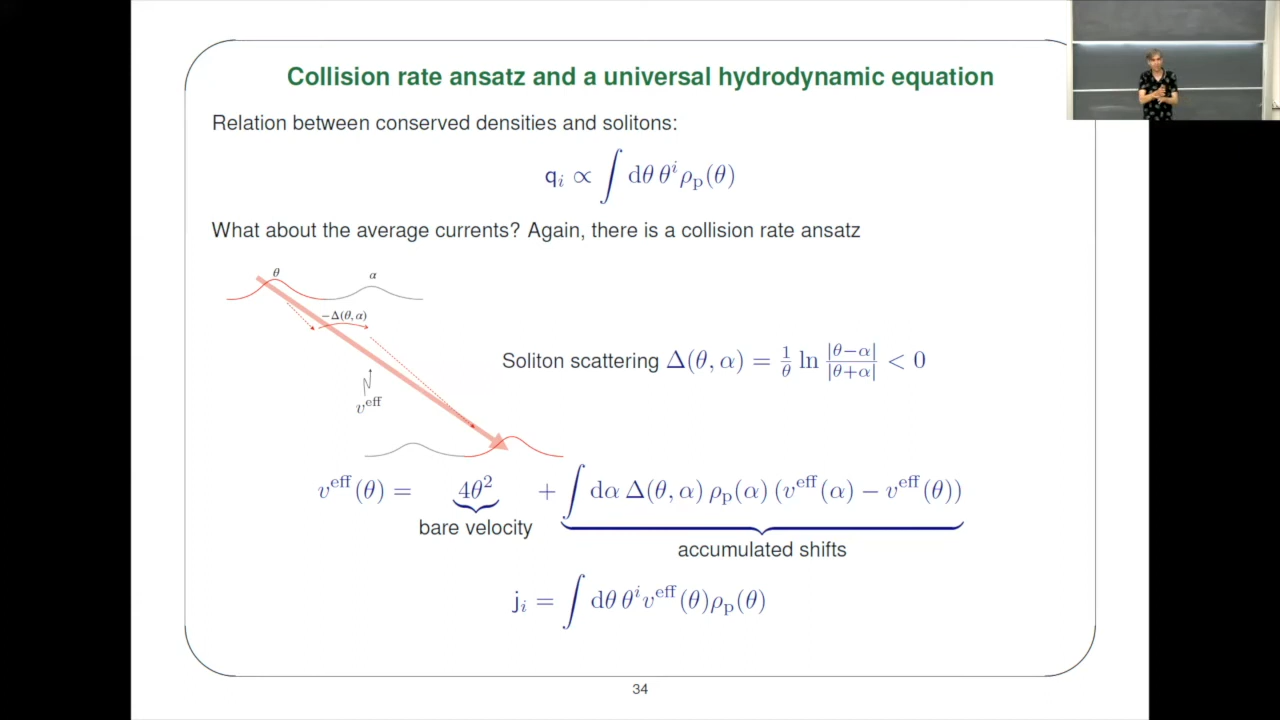 Collision rate ansatz and a universal hydrodynamic equation
Relation between conserved densities and solitons:
q_i ∝ ∫ dθ θ^i ρ_p(θ)
What about the average currents? Again, there is a collision rate ansatz
θ α
−Δ(θ, α)
v^eff
Soliton scattering Δ(θ, α) = 1/θ ln |θ−α|/|θ+α| < 0
v^eff(θ) = 4θ² + ∫ dα Δ(θ, α) ρ_p(α) (v^eff(α) − v^eff(θ))
bare velocity
accumulated shifts
j_i = ∫ dθ θ^i v^eff(θ)ρ_p(θ)
34